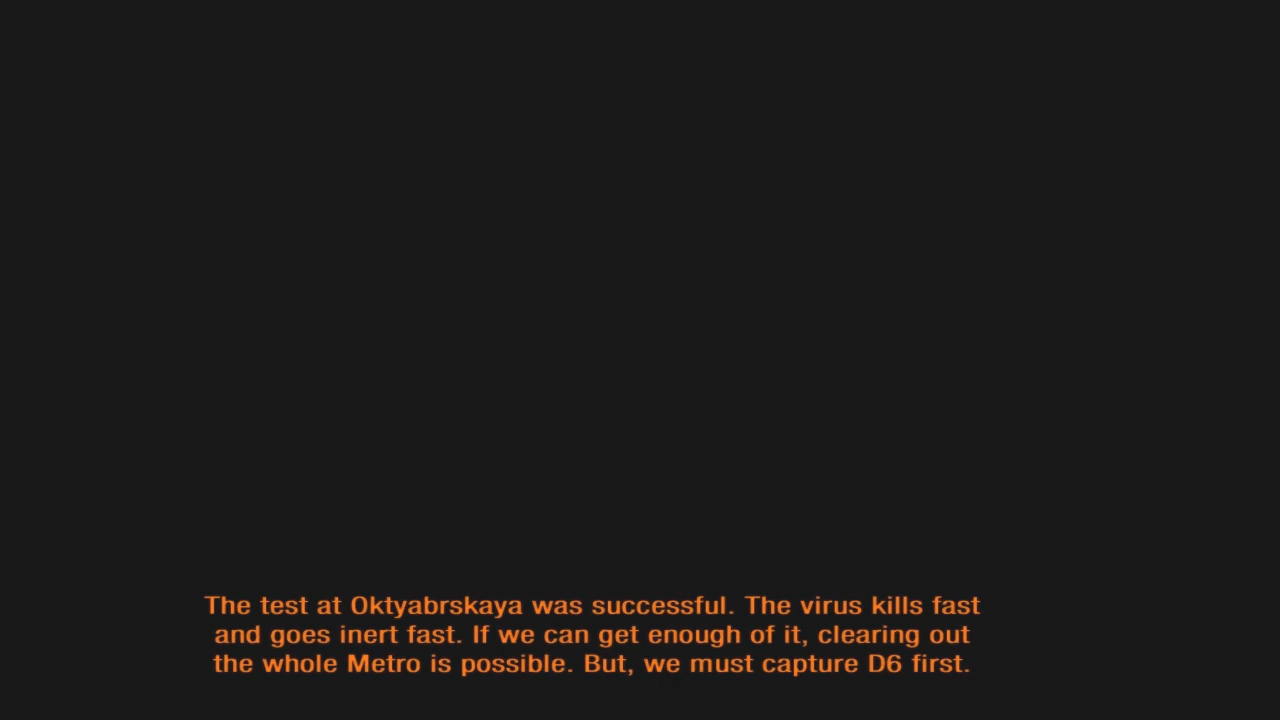 The test at Oktyabrskaya was successful. The virus kills fast
and goes inert fast. If we can get enough of it, clearing out
the whole Metro is possible. But, we must capture D6 first.